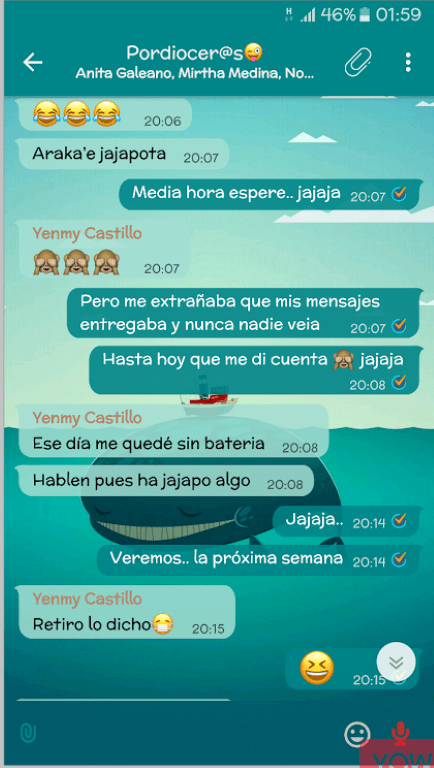 46% 01:59
Pordiocer@s😜
Anita Galeano, Mirtha Medina, No...
😂😂😂 20:06
Araka'e jajapota 20:07
Media hora espere.. jajaja 20:07
Yenmy Castillo
🙈🙈🙈 20:07
Pero me extrañaba que mis mensajes
entregaba y nunca nadie veia 20:07
Hasta hoy que me di cuenta 🙈 jajaja
20:08
Yenmy Castillo
Ese día me quedé sin bateria 20:08
Hablen pues ha jajapo algo 20:08
Jajaja.. 20:14
Veremos.. la próxima semana 20:14
Yenmy Castillo
Retiro lo dicho😷 20:15
😆 20:15
YOW